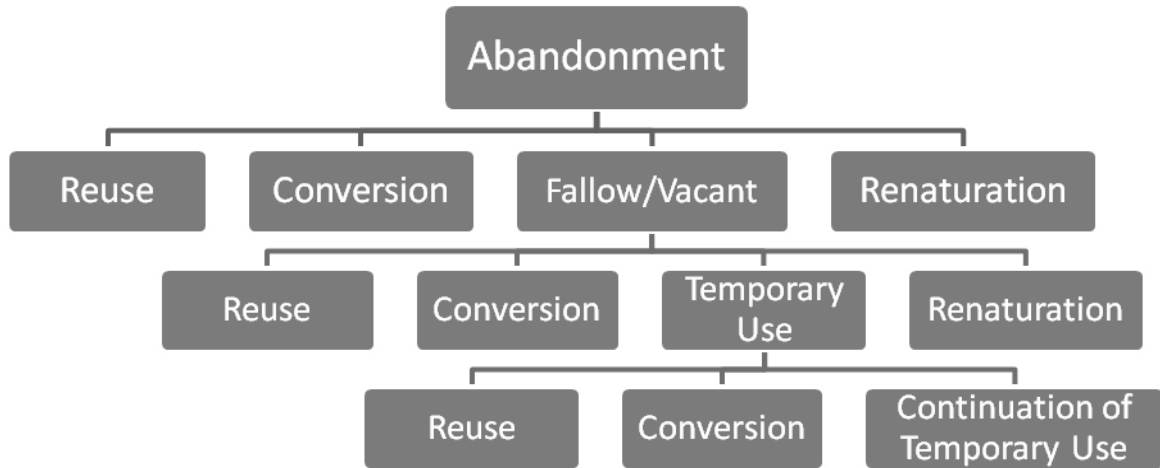 Abandonment
Reuse
Conversion
Fallow/Vacant
Renaturation
Reuse
Conversion
Temporary
Use
Renaturation
Reuse
Conversion
Continuation of
Temporary Use